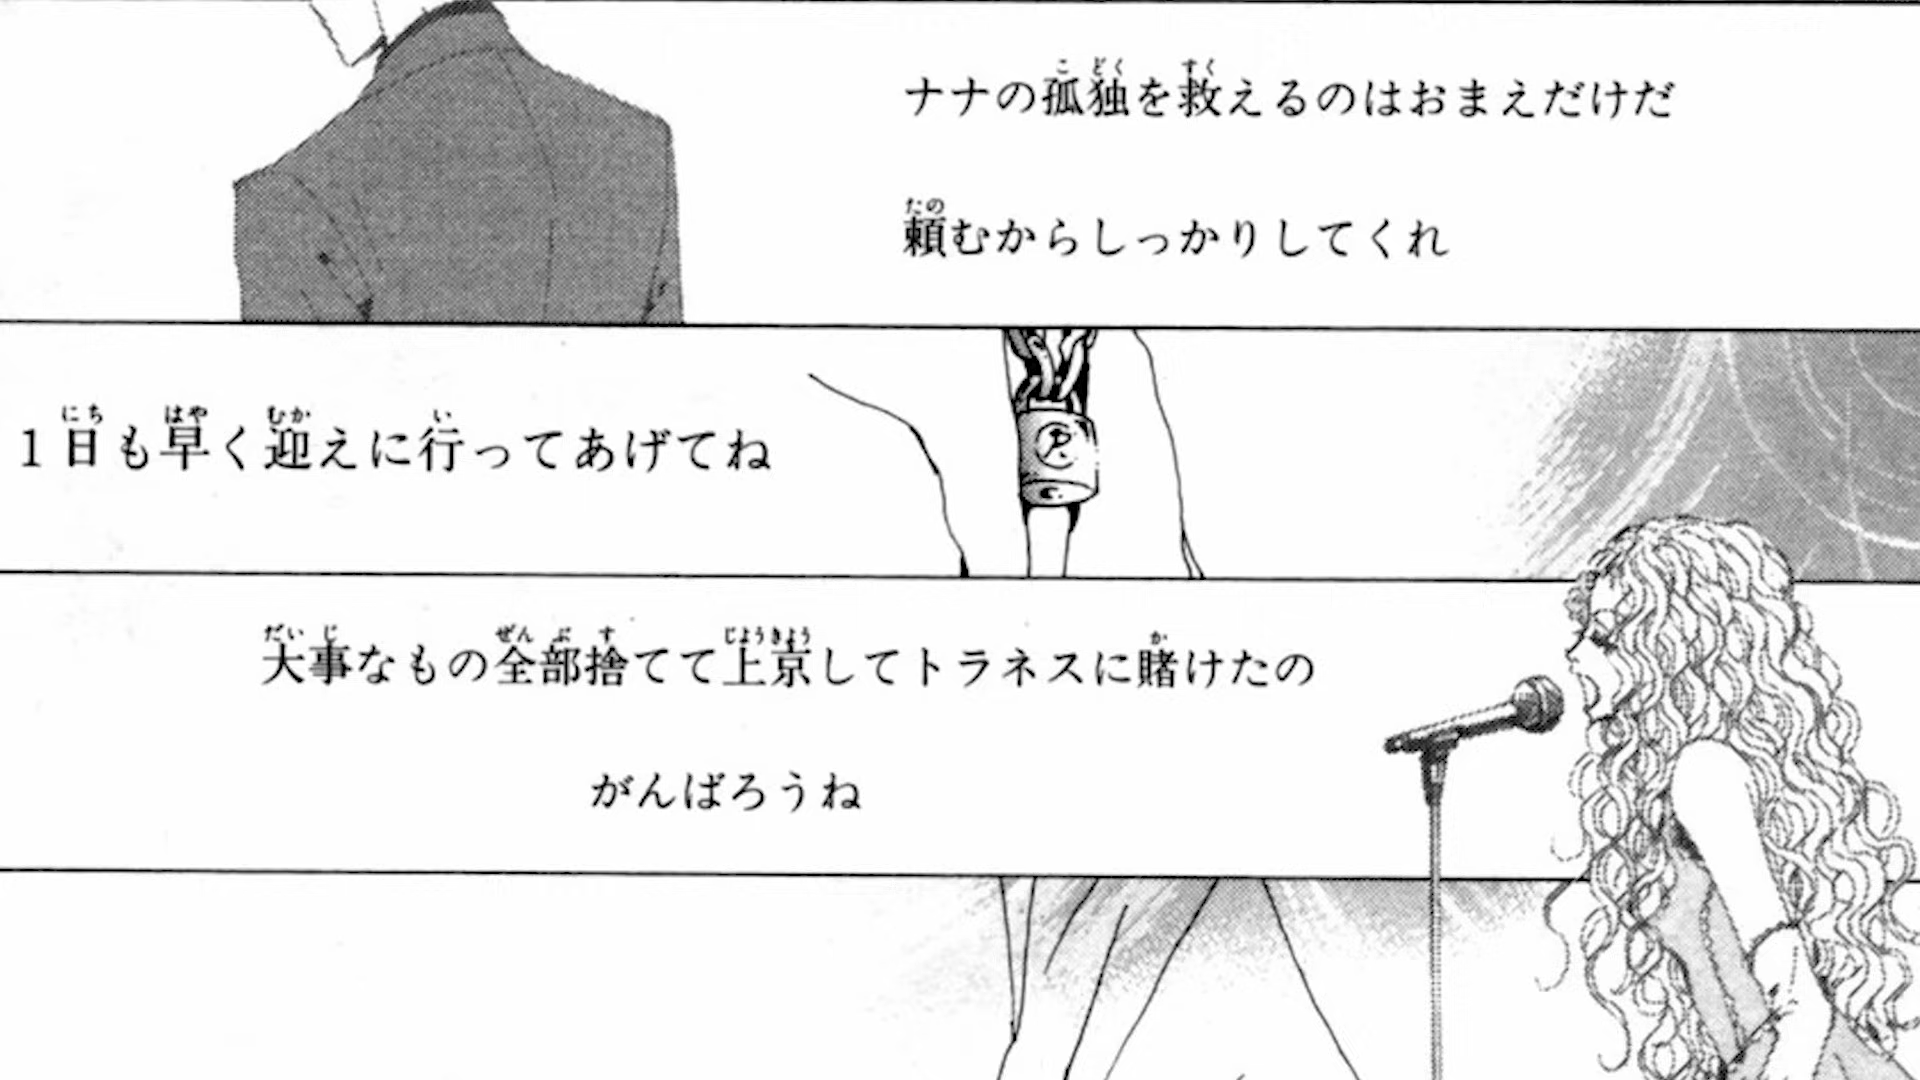 ナナの孤独を救えるのはおまえだけだ
頼むからしっかりしてくれ
1日も早く迎えに行ってあげてね
大事なもの全部捨てて上京してトラネスに賭けたの
がんばろうね